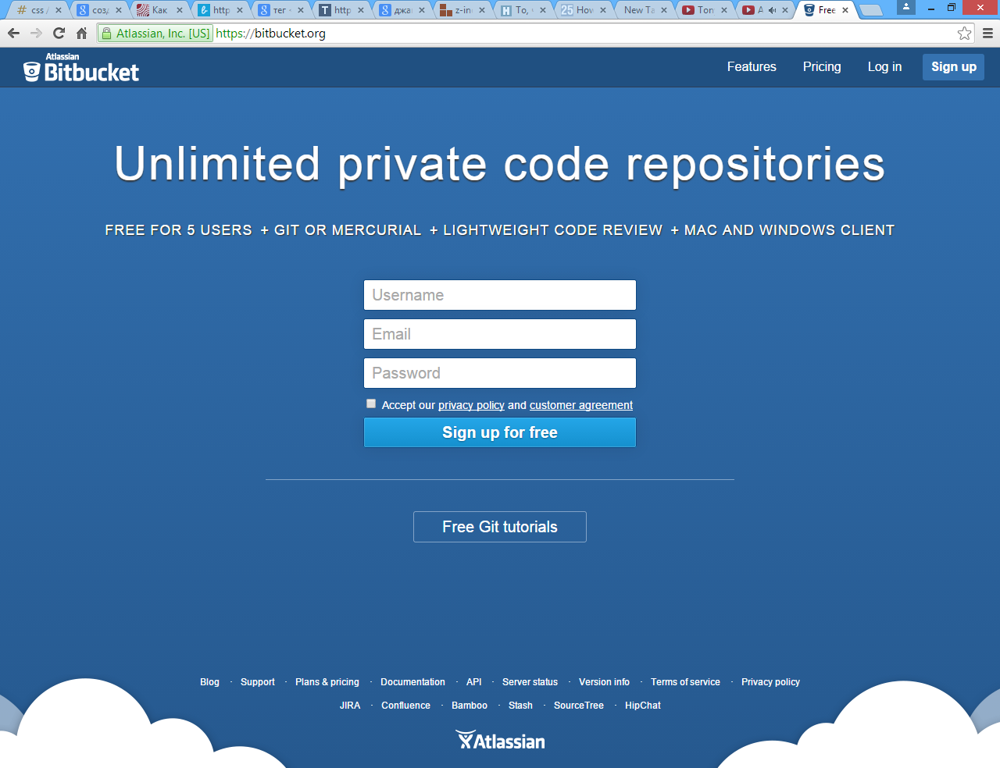 # css / созд Как http тег http джа z-in То, 25 How New Ta Ton A Free
Atlassian, Inc. [US] https://bitbucket.org
Atlassian
Bitbucket Features Pricing Log in Sign up
Unlimited private code repositories
FREE FOR 5 USERS + GIT OR MERCURIAL + LIGHTWEIGHT CODE REVIEW + MAC AND WINDOWS CLIENT
Username
Email
Password
Accept our privacy policy and customer agreement
Sign up for free
Free Git tutorials
Blog · Support · Plans & pricing · Documentation · API · Server status · Version info · Terms of service · Privacy policy
JIRA · Confluence · Bamboo · Stash · SourceTree · HipChat
Atlassian